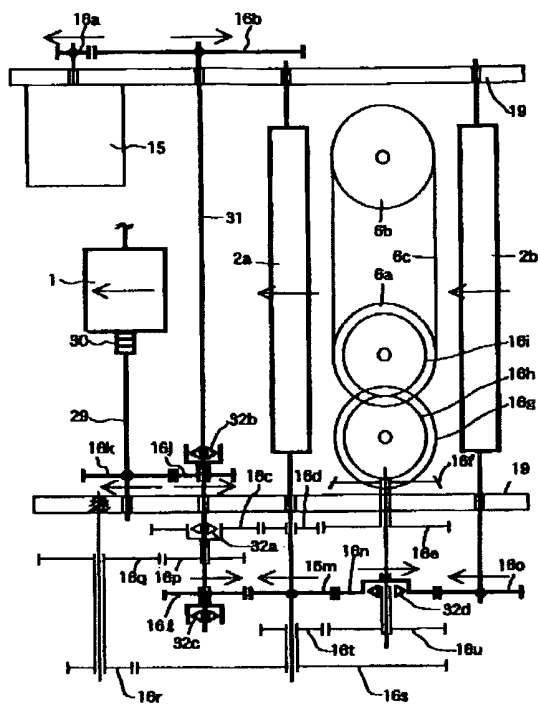 16a
16b
19
15
31
6b
6c
2a
2b
1
6a
30
16i
16h
16g
29
32b
16k
16j
16f
16c
16d
19
32a
16e
16q
16p
16m
16n
16o
16ℓ
32c
32d
16t
16u
16r
16s